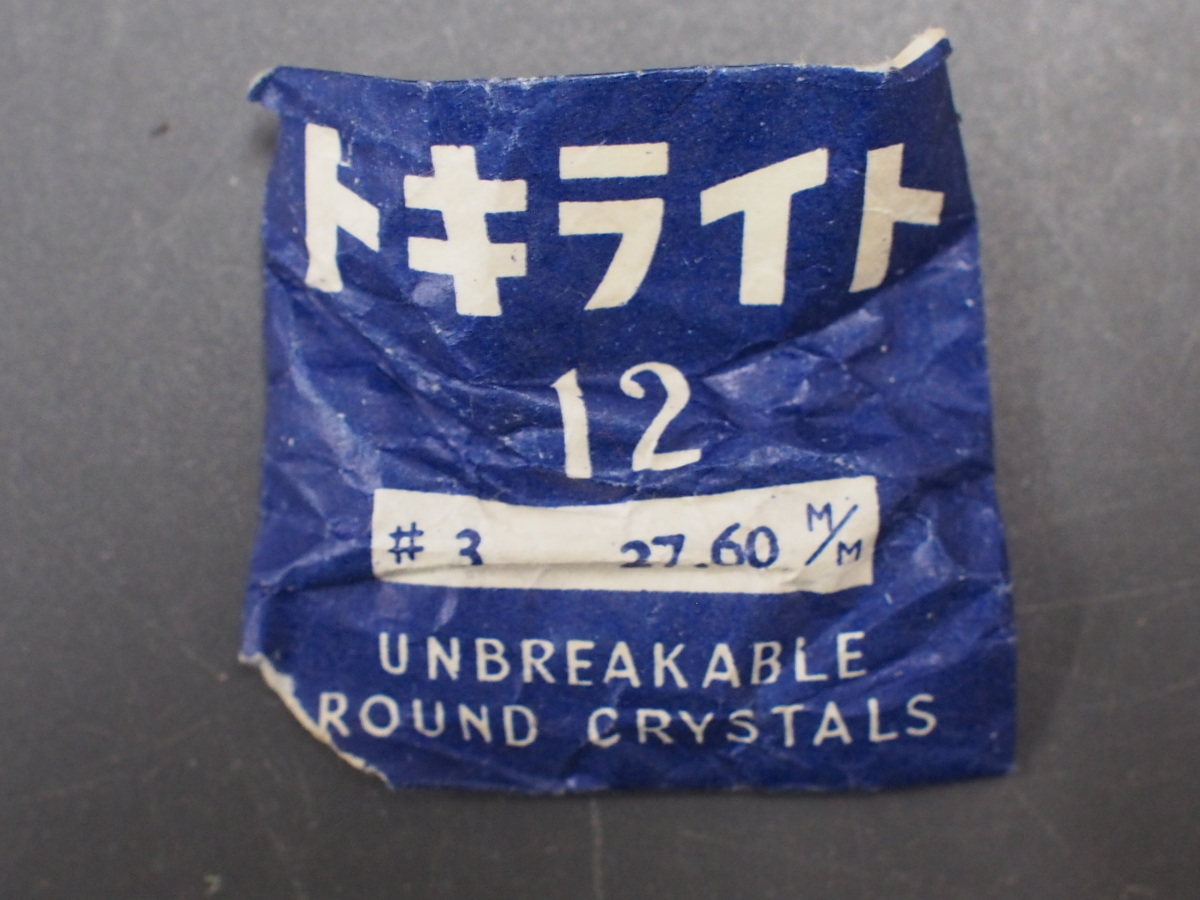 トキライト
12
# 3 27.60 M/M
UNBREAKABLE
ROUND CRYSTALS